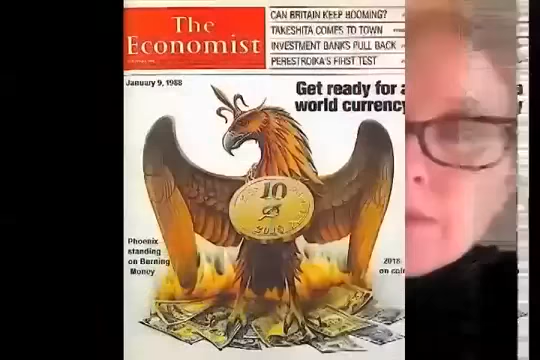 The
Economist
CAN BRITAIN KEEP BOOMING?
TAKESHITA COMES TO TOWN
INVESTMENT BANKS PULL BACK
PERESTROIKA'S FIRST TEST
January 9, 1988
Get ready for a
world currency
10
Phoenix
standing
on Burning
Money
2018
on coin